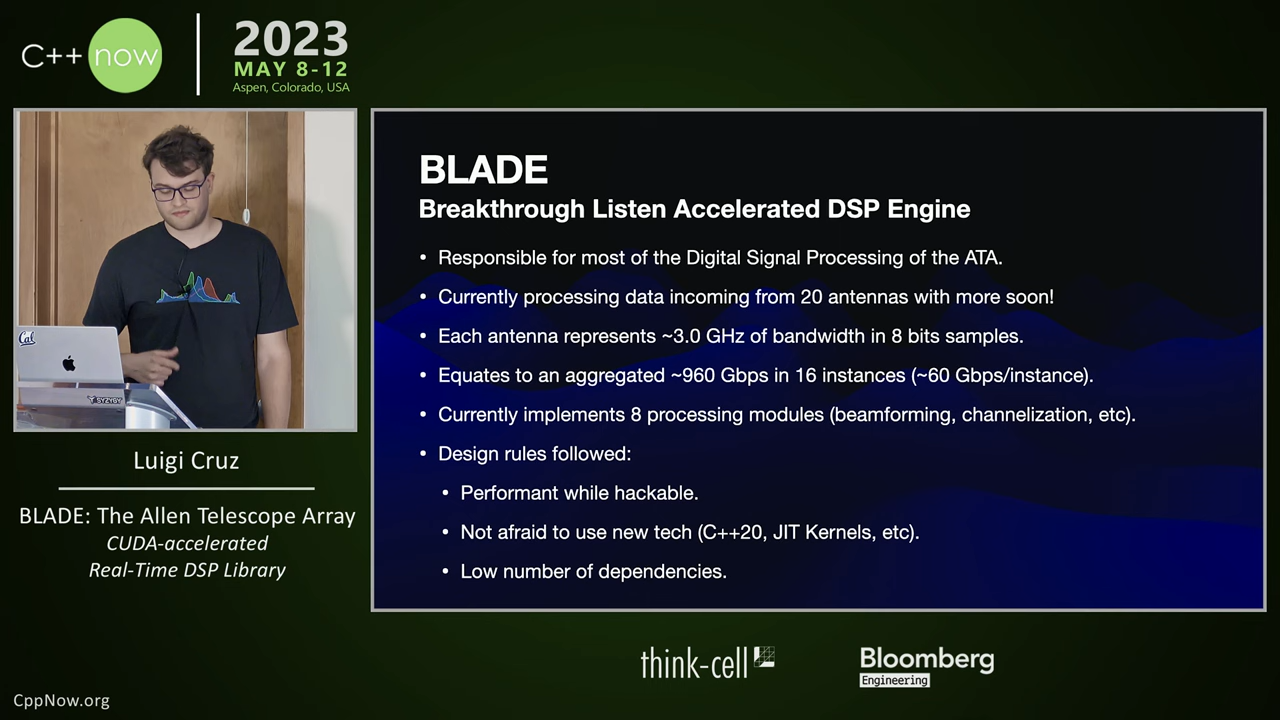 C++ now
2023
MAY 8-12
Aspen, Colorado, USA
Cal
SYZYGY
Luigi Cruz
BLADE: The Allen Telescope Array
CUDA-accelerated
Real-Time DSP Library
BLADE
Breakthrough Listen Accelerated DSP Engine
• Responsible for most of the Digital Signal Processing of the ATA.
• Currently processing data incoming from 20 antennas with more soon!
• Each antenna represents ~3.0 GHz of bandwidth in 8 bits samples.
• Equates to an aggregated ~960 Gbps in 16 instances (~60 Gbps/instance).
• Currently implements 8 processing modules (beamforming, channelization, etc).
• Design rules followed:
• Performant while hackable.
• Not afraid to use new tech (C++20, JIT Kernels, etc).
• Low number of dependencies.
think-cell
Bloomberg
Engineering
CppNow.org